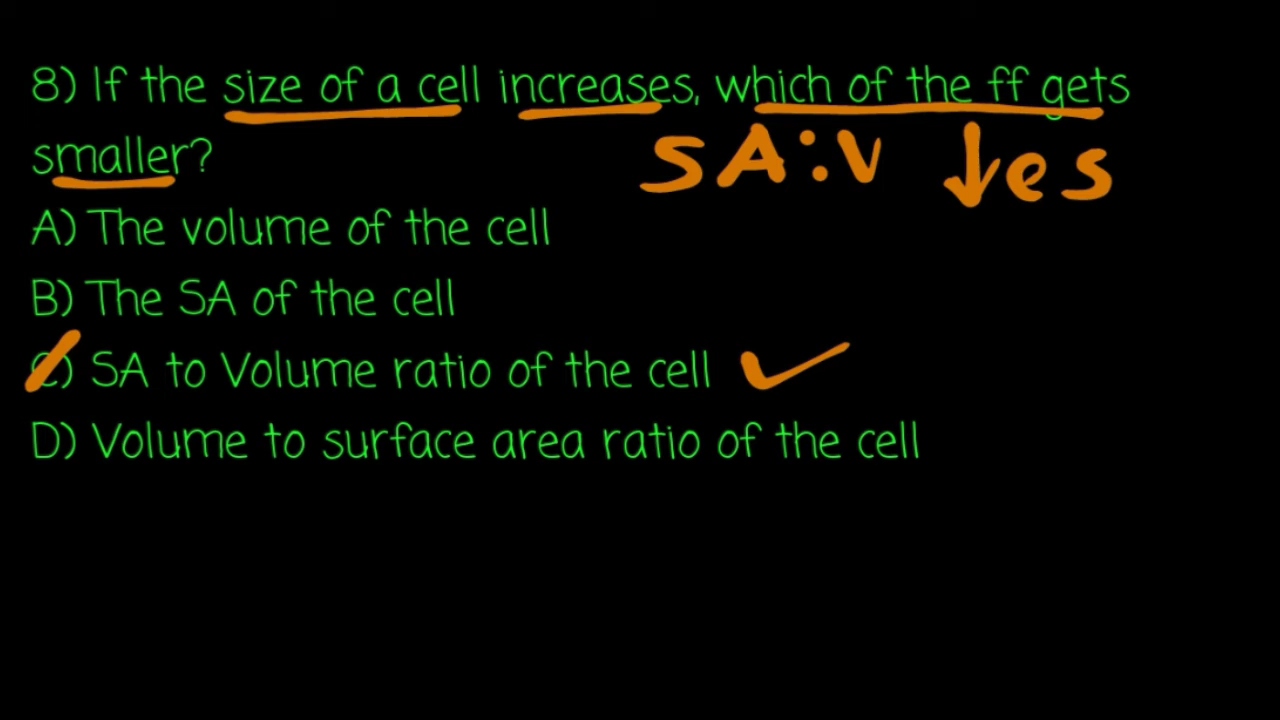 8) If the size of a cell increases, which of the ff gets
smaller?
SA:V ↓es
A) The volume of the cell
B) The SA of the cell
C) SA to Volume ratio of the cell ✓
D) Volume to surface area ratio of the cell